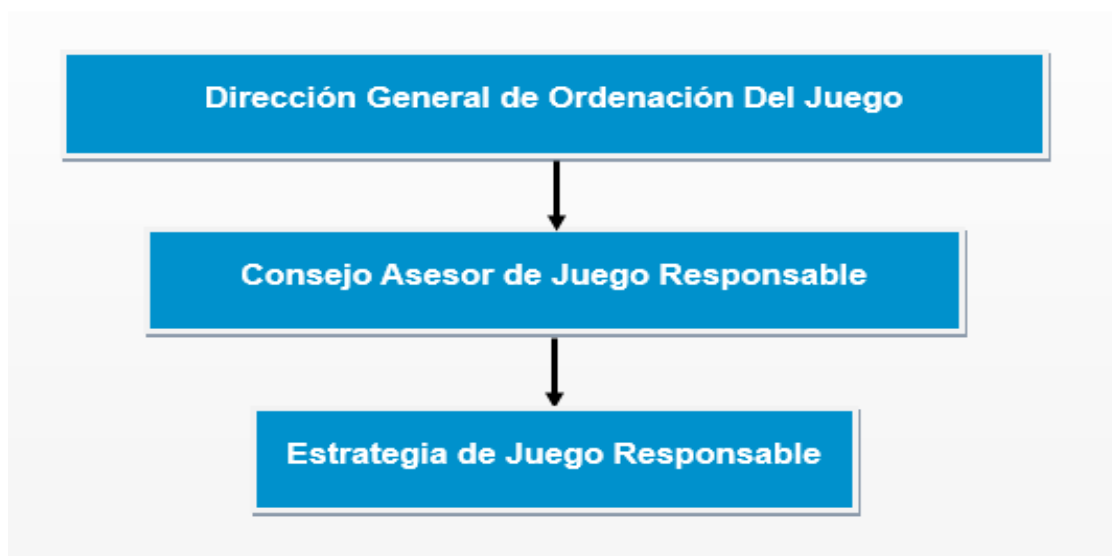 Dirección General de Ordenación Del Juego
Consejo Asesor de Juego Responsable
Estrategia de Juego Responsable